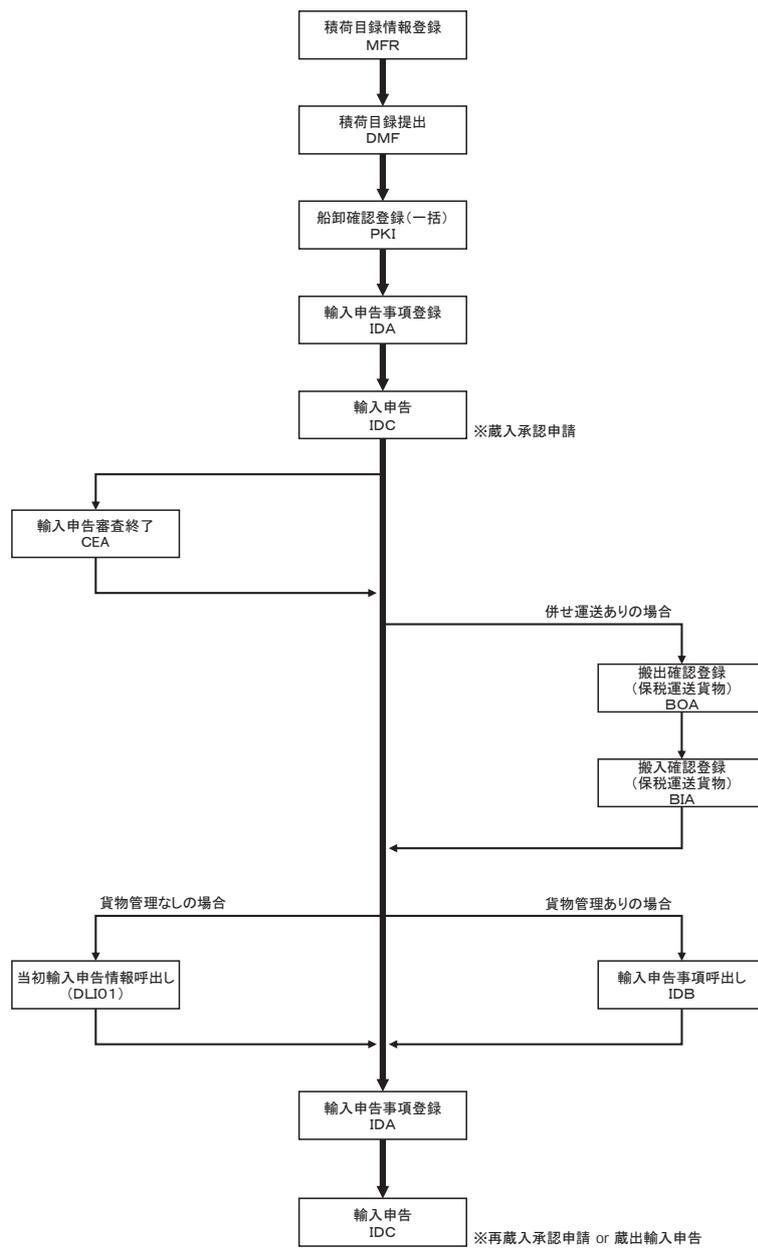 積荷目録情報登録
MFR
積荷目録提出
DMF
船卸確認登録(一括)
PKI
輸入申告事項登録
IDA
輸入申告
IDC
※蔵入承認申請
輸入申告審査終了
CEA
併せ運送ありの場合
搬出確認登録
(保税運送貨物)
BOA
搬入確認登録
(保税運送貨物)
BIA
貨物管理なしの場合
貨物管理ありの場合
当初輸入申告情報呼出し
(DLI01)
輸入申告事項呼出し
IDB
輸入申告事項登録
IDA
輸入申告
IDC
※再蔵入承認申請 or 蔵出輸入申告